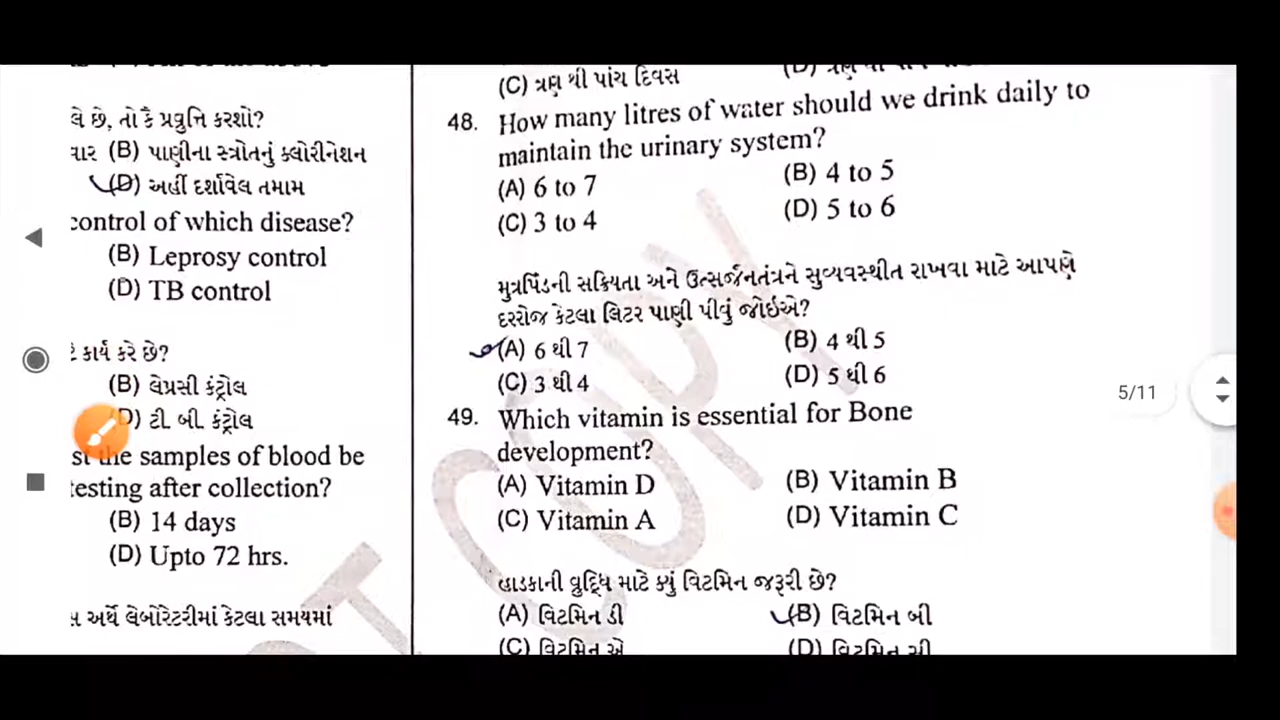 લે છે, તો કૈ પ્રવૃત્તિ કરશો?
વાર (B) પાણીના સ્ત્રોતનું ક્લોરીનેશન
(D) અહીં દર્શાવેલ તમામ
control of which disease?
(B) Leprosy control
(D) TB control
કાર્ય કરે છે?
(B) લેપ્રસી કંટ્રોલ
(D) ટી. બી. કંટ્રોલ
the samples of blood be
testing after collection?
(B) 14 days
(D) Upto 72 hrs.
અર્થે લેબોરેટરીમાં કેટલા સમયમાં
(C) ત્રણ થી પાંચ દિવસ
48. How many litres of water should we drink daily to
maintain the urinary system?
(A) 6 to 7 (B) 4 to 5
(C) 3 to 4 (D) 5 to 6
મુત્રપિંડની સક્રિયતા અને ઉત્સર્જનતંત્રને સુવ્યવસ્થીત રાખવા માટે આપણે
દરરોજ કેટલા લિટર પાણી પીવું જોઇએ?
(A) 6 થી 7 (B) 4 થી 5
(C) 3 થી 4 (D) 5 થી 6
49. Which vitamin is essential for Bone
development?
(A) Vitamin D (B) Vitamin B
(C) Vitamin A (D) Vitamin C
હાડકાની વૃદ્ધિ માટે ક્યું વિટમિન જરૂરી છે?
(A) વિટમિન ડી (B) વિટમિન બી
(C) વિટમિન એ (D) વિટમિન સી
5/11
COPY